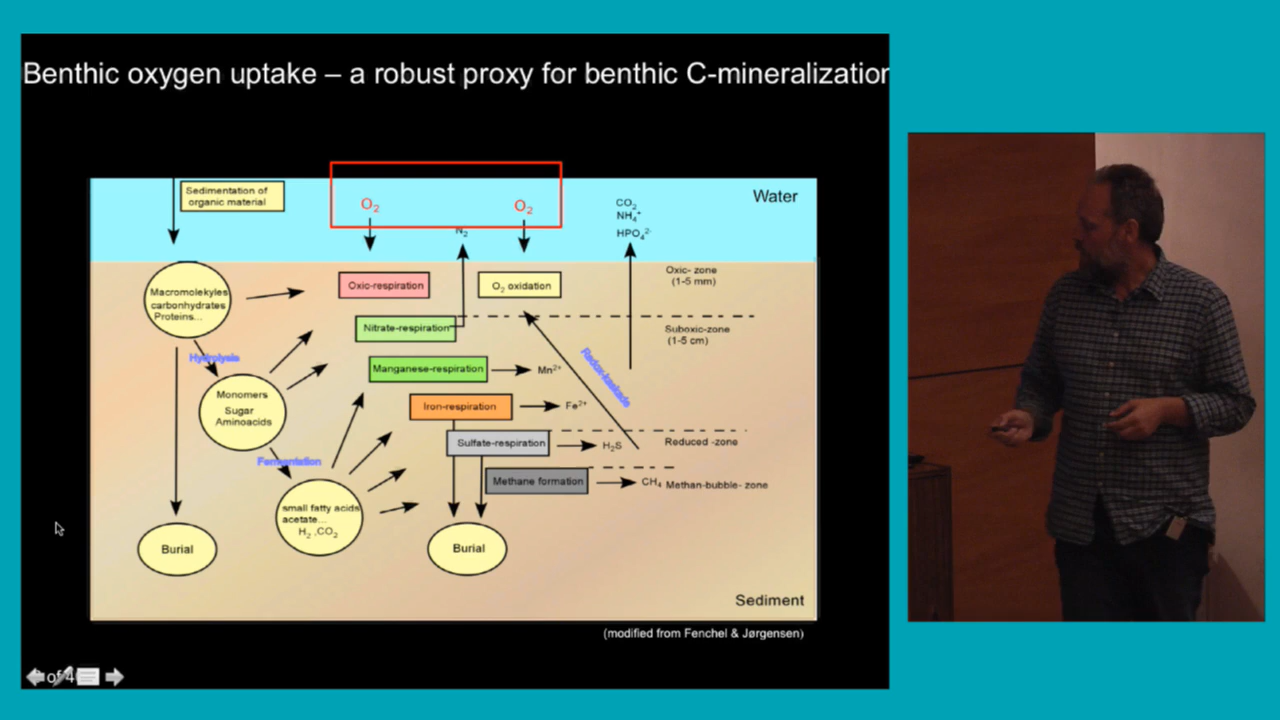 Benthic oxygen uptake – a robust proxy for benthic C-mineralization
Sedimentation of
organic material
O₂
O₂
N₂
CO₂
NH₄⁺
HPO₄²⁻
Water
Macromolekyles
carbonhydrates
Proteins...
Oxic-respiration
O₂ oxidation
Oxic- zone
(1-5 mm)
Nitrate-respiration
Suboxic-zone
(1-5 cm)
Hydrolysis
Manganese-respiration
Mn²⁺
Redox-kaskade
Monomers
Sugar
Aminoacids
Iron-respiration
Fe²⁺
Sulfate-respiration
H₂S
Reduced -zone
Fermentation
Methane formation
CH₄
Methan-bubble- zone
small fatty acids
acetate...
H₂ ,CO₂
Burial
Burial
Sediment
(modified from Fenchel & Jørgensen)
of 4